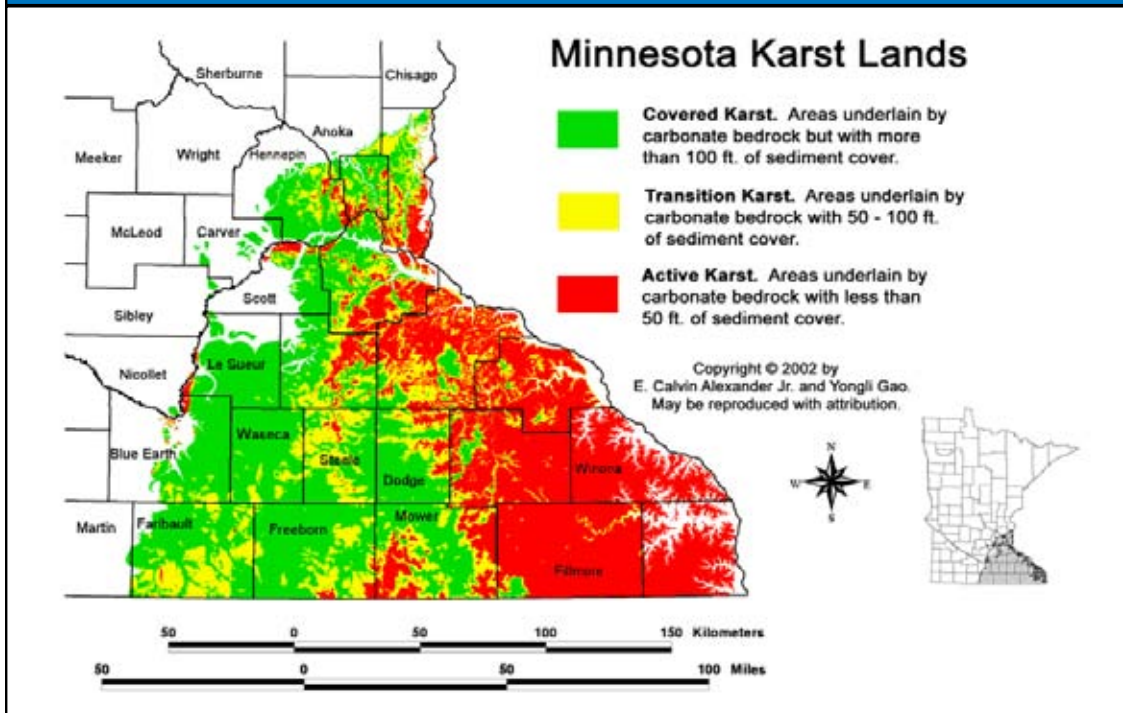 Minnesota Karst Lands
Covered Karst. Areas underlain by
carbonate bedrock but with more
than 100 ft. of sediment cover.
Transition Karst. Areas underlain by
carbonate bedrock with 50 - 100 ft.
of sediment cover.
Active Karst. Areas underlain by
carbonate bedrock with less than
50 ft. of sediment cover.
Copyright © 2002 by
E. Calvin Alexander Jr. and Yongli Gao.
May be reproduced with attribution.
Sherburne
Chisago
Anoka
Meeker
Wright
Hennepin
McLeod
Carver
Scott
Sibley
Nicollet
Le Sueur
Blue Earth
Waseca
Steele
Dodge
Winona
Martin
Faribault
Freeborn
Mower
Fillmore
N
W E
S
50 0 50 100 150 Kilometers
50 0 50 100 Miles